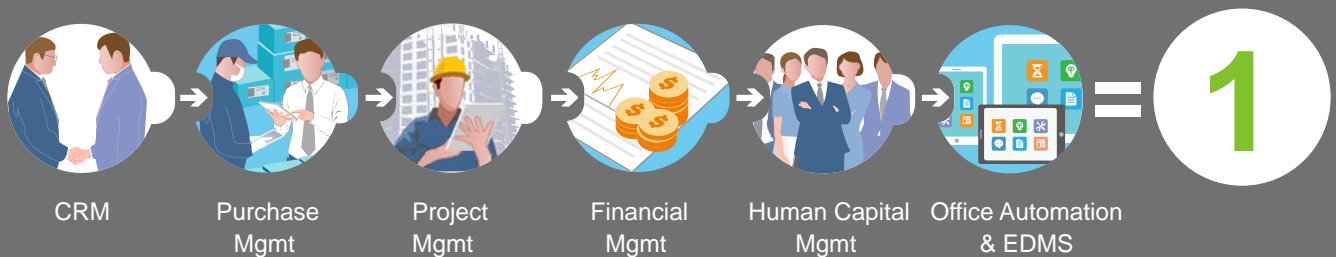 = 1
CRM
Purchase
Mgmt
Project
Mgmt
Financial
Mgmt
Human Capital
Mgmt
Office Automation
& EDMS